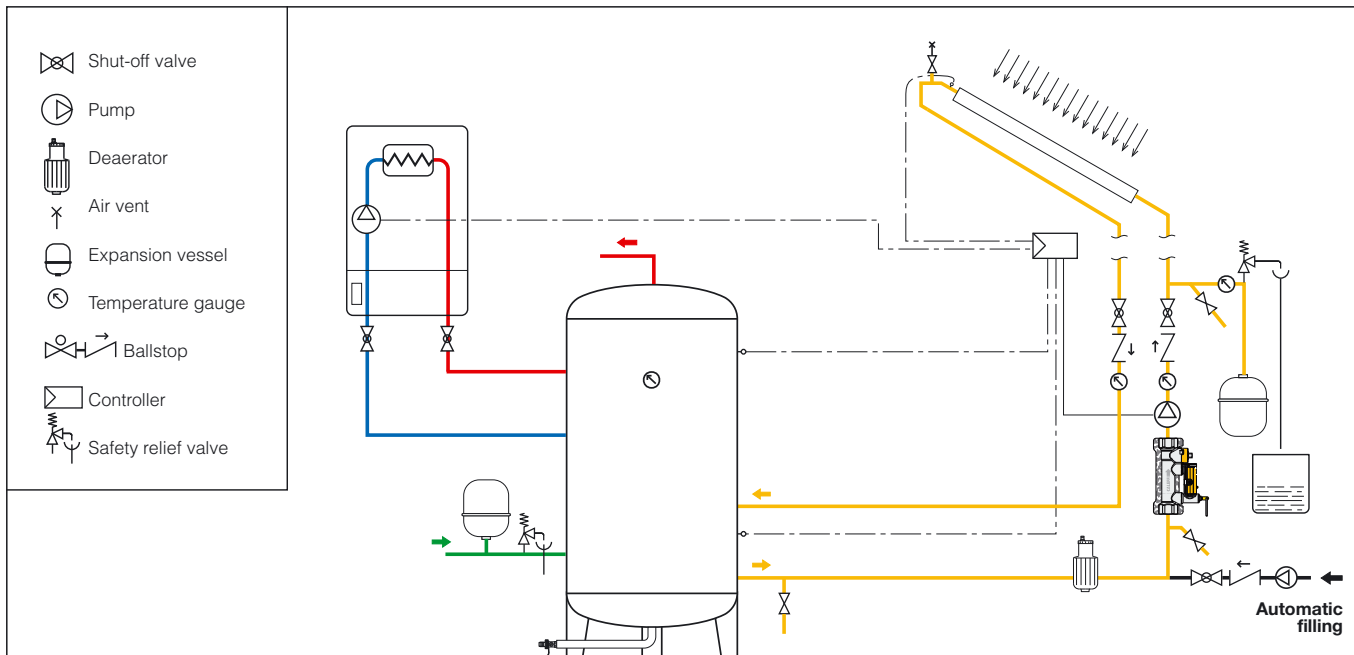 Shut-off valve
Pump
Deaerator
Air vent
Expansion vessel
Temperature gauge
Ballstop
Controller
Safety relief valve
Automatic
filling